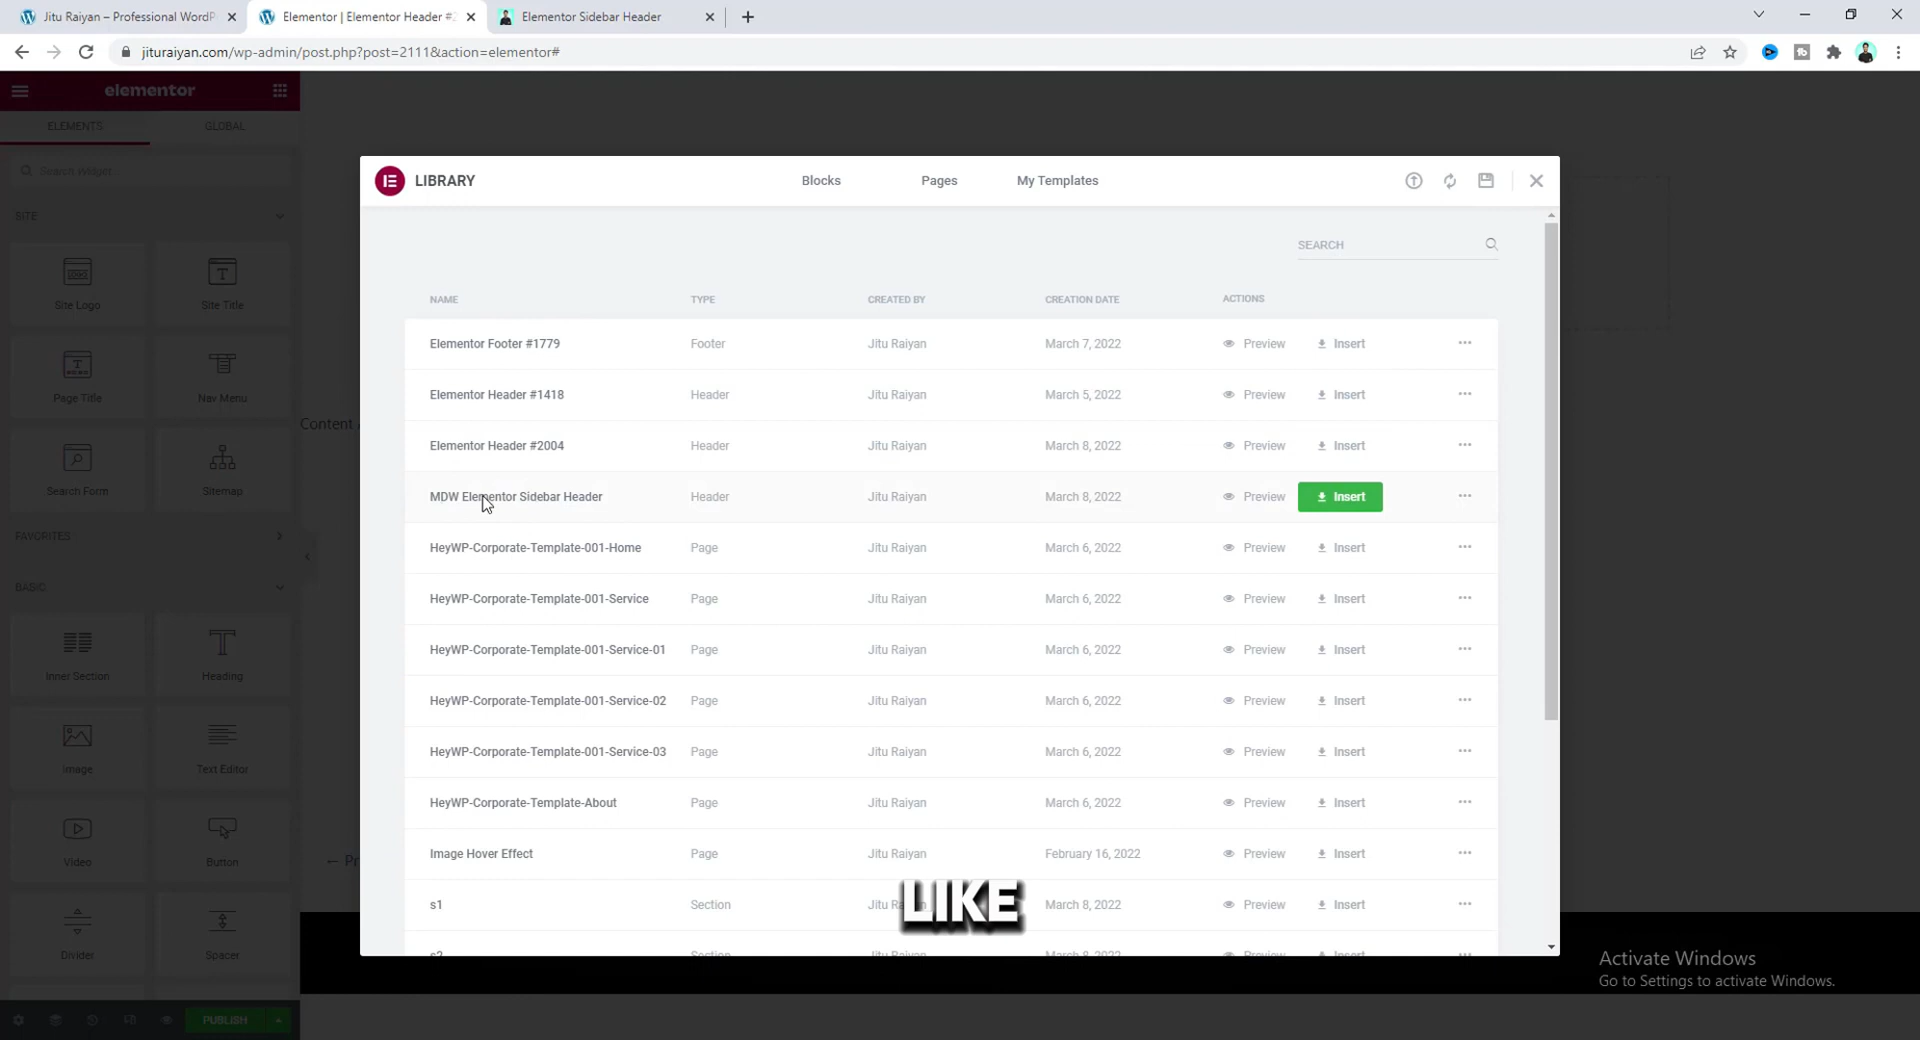 Jitu Raiyan – Professional WordP
Elementor | Elementor Header #2
Elementor Sidebar Header
jituraiyan.com/wp-admin/post.php?post=2111&action=elementor#
elementor
ELEMENTS
GLOBAL
Search Widget...
SITE
Site Logo
Site Title
Page Title
Nav Menu
Search Form
Sitemap
FAVORITES
BASIC
Inner Section
Heading
Image
Text Editor
Video
Button
Divider
Spacer
PUBLISH
Content
LIBRARY
Blocks
Pages
My Templates
SEARCH
NAME TYPE CREATED BY CREATION DATE ACTIONS
Elementor Footer #1779 Footer Jitu Raiyan March 7, 2022 Preview Insert
Elementor Header #1418 Header Jitu Raiyan March 5, 2022 Preview Insert
Elementor Header #2004 Header Jitu Raiyan March 8, 2022 Preview Insert
MDW Elementor Sidebar Header Header Jitu Raiyan March 8, 2022 Preview Insert
HeyWP-Corporate-Template-001-Home Page Jitu Raiyan March 6, 2022 Preview Insert
HeyWP-Corporate-Template-001-Service Page Jitu Raiyan March 6, 2022 Preview Insert
HeyWP-Corporate-Template-001-Service-01 Page Jitu Raiyan March 6, 2022 Preview Insert
HeyWP-Corporate-Template-001-Service-02 Page Jitu Raiyan March 6, 2022 Preview Insert
HeyWP-Corporate-Template-001-Service-03 Page Jitu Raiyan March 6, 2022 Preview Insert
HeyWP-Corporate-Template-About Page Jitu Raiyan March 6, 2022 Preview Insert
Image Hover Effect Page Jitu Raiyan February 16, 2022 Preview Insert
s1 Section Jitu March 8, 2022 Preview Insert
s2 Section Jitu Raiyan March 8, 2022 Preview Insert
LIKE
Activate Windows
Go to Settings to activate Windows.